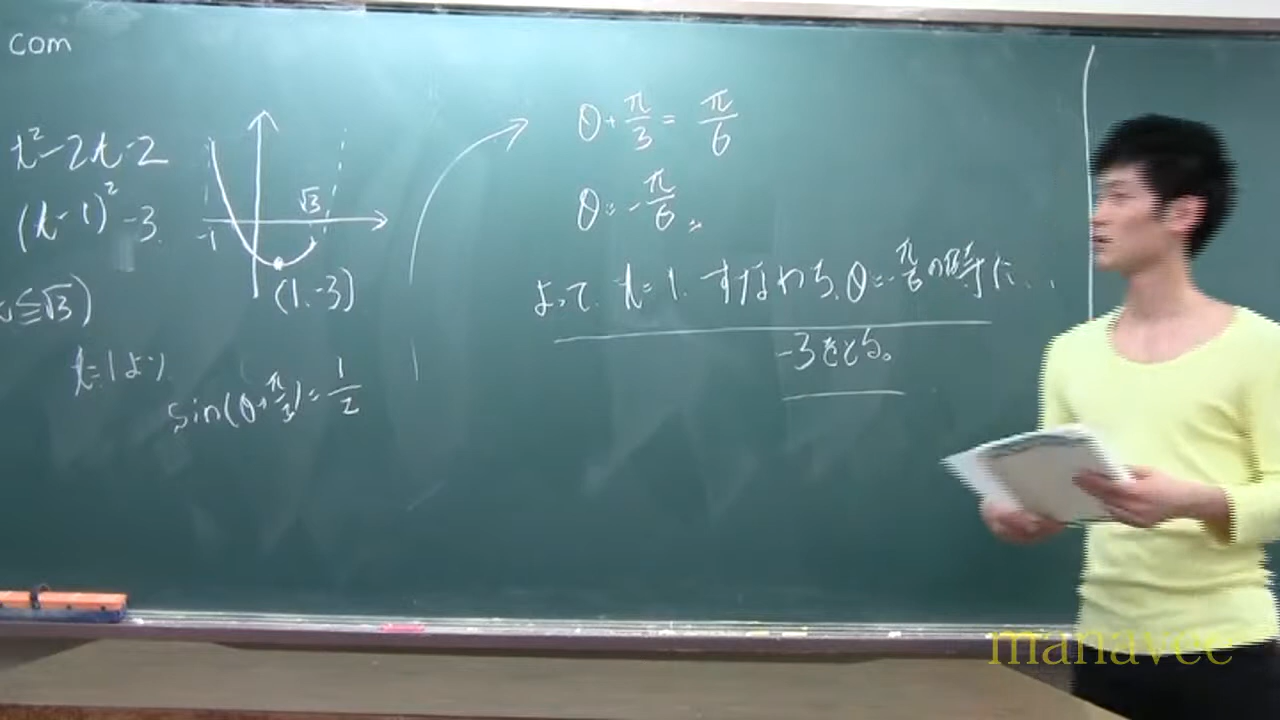 com
t²-2t-2
(t-1)²-3
≦√3)
-1
√3
(1,-3)
t=1より
sin(θ+π/3)=1/2
θ+π/3=π/6
θ=-π/6
よって、t=1、すなわち、θ=-π/6の時に、
-3をとる。
manavee